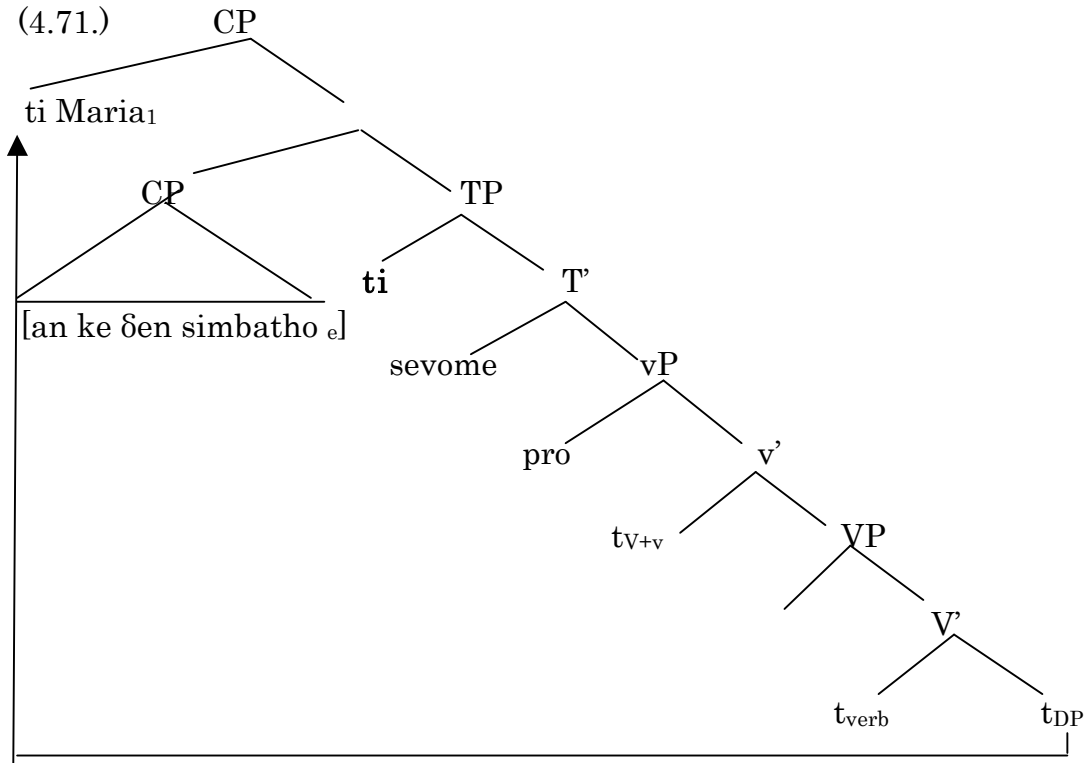 (4.71.) CP
ti Maria1
CP TP
ti T’
[an ke δen simbatho e]
sevome vP
pro v’
tV+v VP
V’
tverb tDP